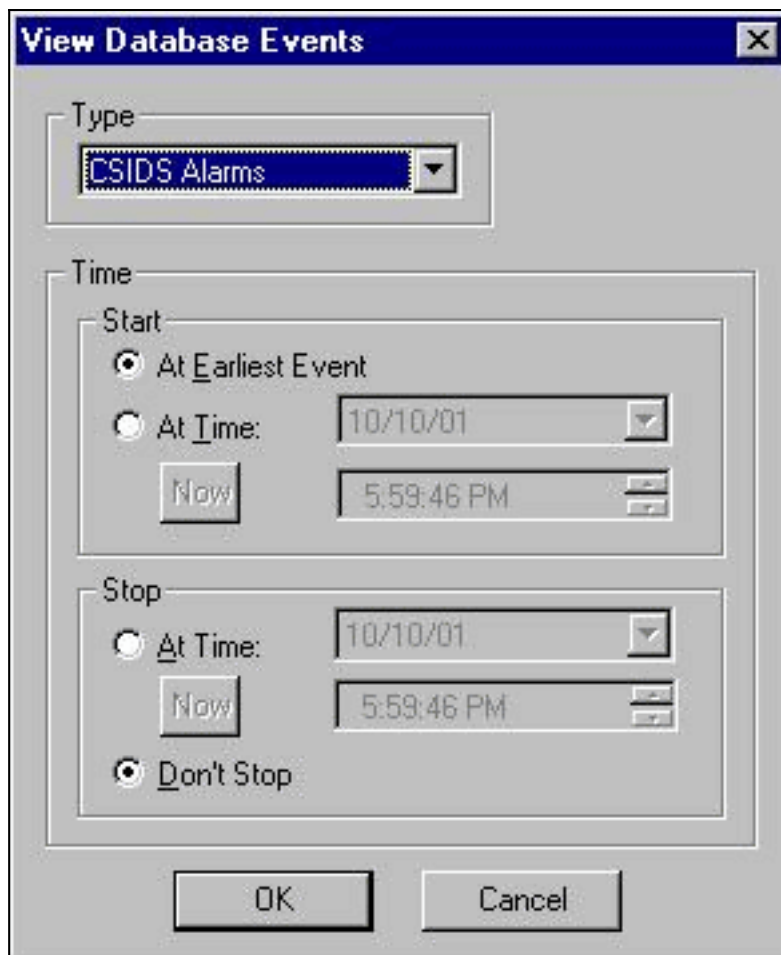 View Database Events
Type
CSIDS Alarms
Time
Start
At Earliest Event
At Time:
10/10/01
Now
5:59:46 PM
Stop
At Time:
10/10/01
Now
5:59:46 PM
Don't Stop
OK
Cancel